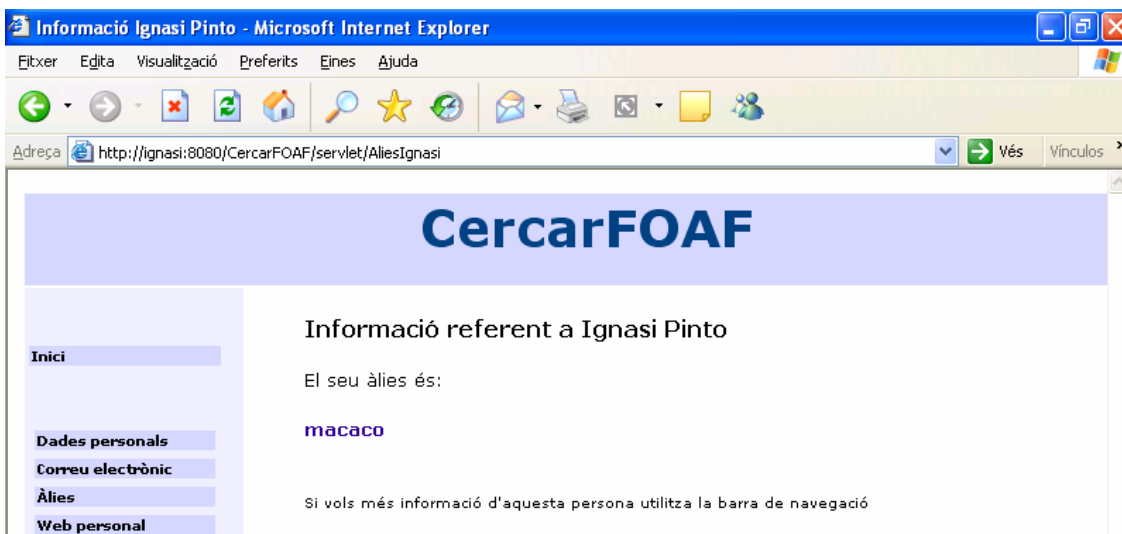 Informació Ignasi Pinto - Microsoft Internet Explorer
Fitxer Edita Visualització Preferits Eines Ajuda
Adreça http://ignasi:8080/CercarFOAF/servlet/AliesIgnasi Vés Vínculos
CercarFOAF
Informació referent a Ignasi Pinto
Inici
El seu àlies és:
macaco
Dades personals
Correu electrònic
Àlies
Si vols més informació d'aquesta persona utilitza la barra de navegació
Web personal